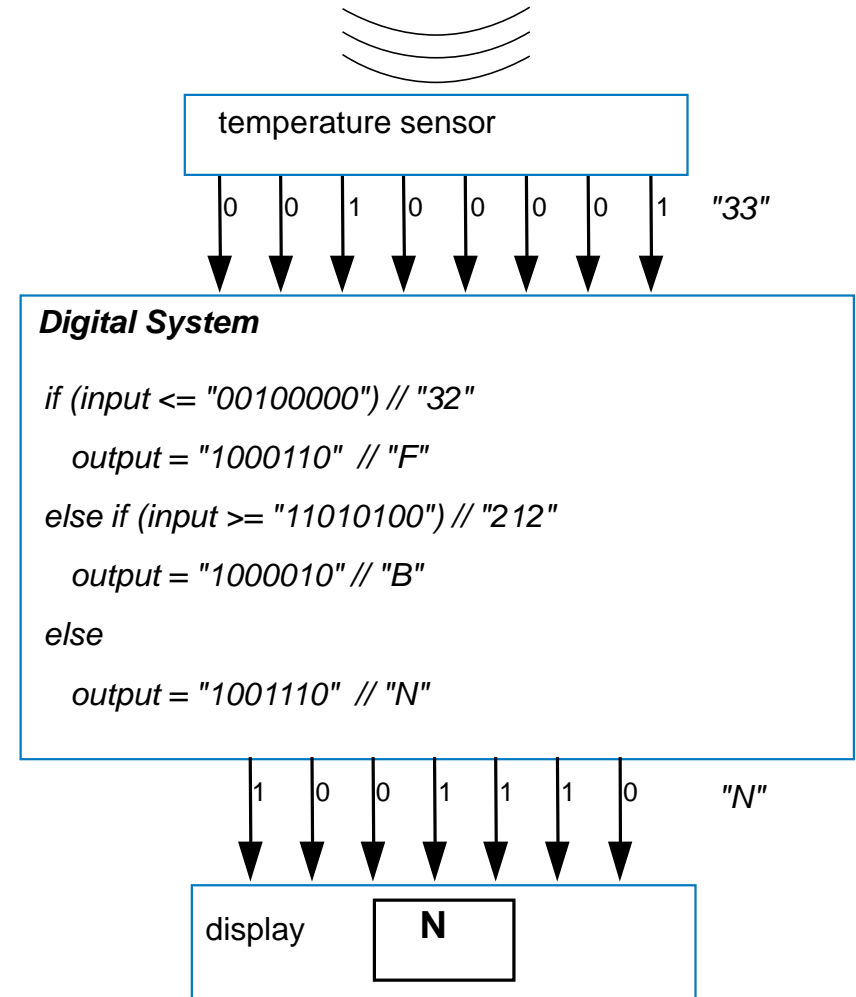 temperature sensor
0 0 1 0 0 0 0 1 "33"
Digital System
if (input <= "00100000") // "32"
output = "1000110" // "F"
else if (input >= "11010100") // "212"
output = "1000010" // "B"
else
output = "1001110" // "N"
1 0 0 1 1 1 0 "N"
display N